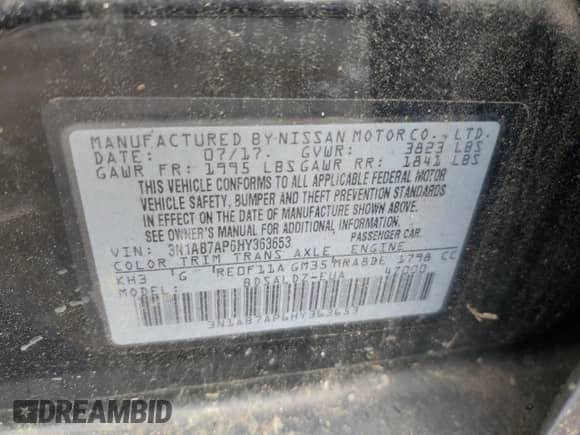 MANUFACTURED BY NISSAN MOTOR CO., LTD.
DATE: 07/17. GVWR: 3823 LBS
GAWR FR: 1995 LBS GAWR RR: 1841 LBS
THIS VEHICLE CONFORMS TO ALL APPLICABLE FEDERAL MOTOR
VEHICLE SAFETY, BUMPER AND THEFT PREVENTION STANDARDS
IN EFFECT ON THE DATE OF MANUFACTURE SHOWN ABOVE.
SEE OWNER'S MANUAL FOR ADDITIONAL INFORMATION.
VIN: 3N1AB7AP6HY363653 PASSENGER CAR.
COLOR TRIM TRANS AXLE ENGINE
KH3 G RE0F11A GM35 MRA8DE 1798 CC
MODEL: BDSALDZ-EUA 47000
3N1AB7AP6HY363653
DREAMBID